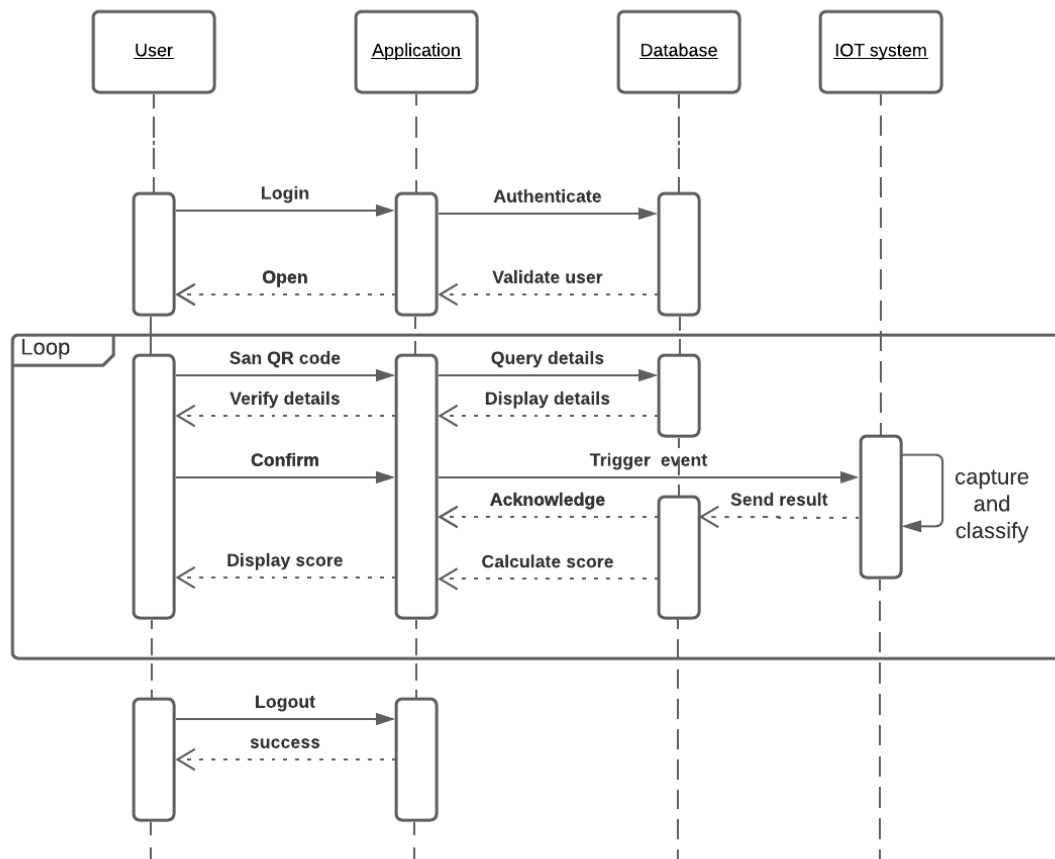 User
Application
Database
IOT system
Login
Authenticate
Open
Validate user
Loop
San QR code
Query details
Verify details
Display details
Confirm
Trigger event
capture
and
classify
Acknowledge
Send result
Display score
Calculate score
Logout
success